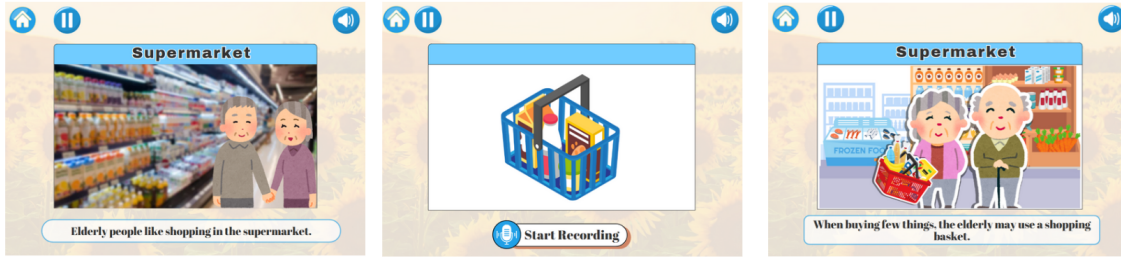 Supermarket
Elderly people like shopping in the supermarket.
Start Recording
Supermarket
FROZEN FOO
When buying few things, the elderly may use a shopping
basket.